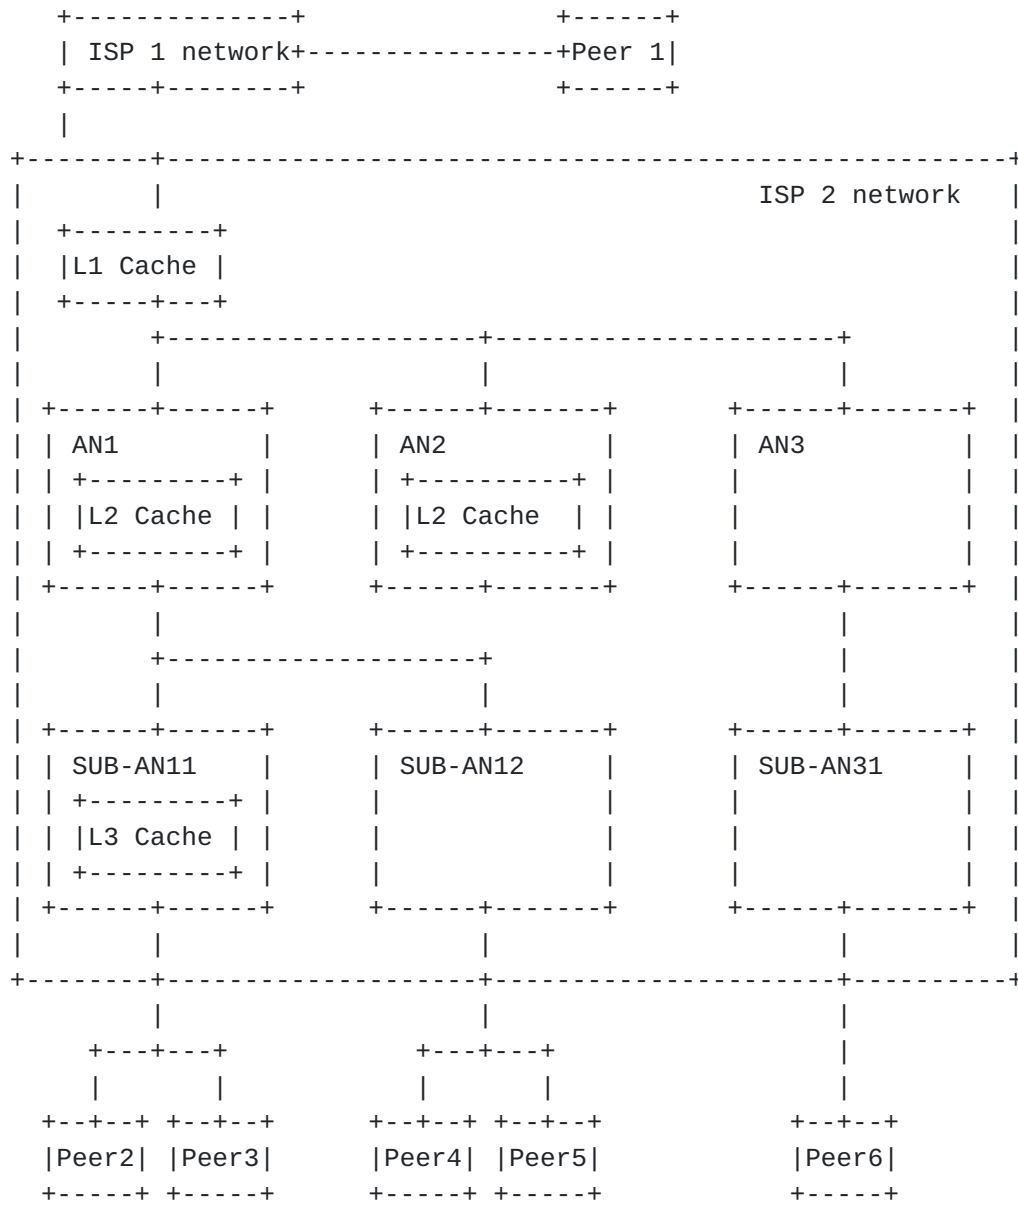 ISP 1 network Peer 1
ISP 2 network
L1 Cache
AN1 AN2 AN3
L2 Cache L2 Cache
SUB-AN11 SUB-AN12 SUB-AN31
L3 Cache
Peer2 Peer3 Peer4 Peer5 Peer6